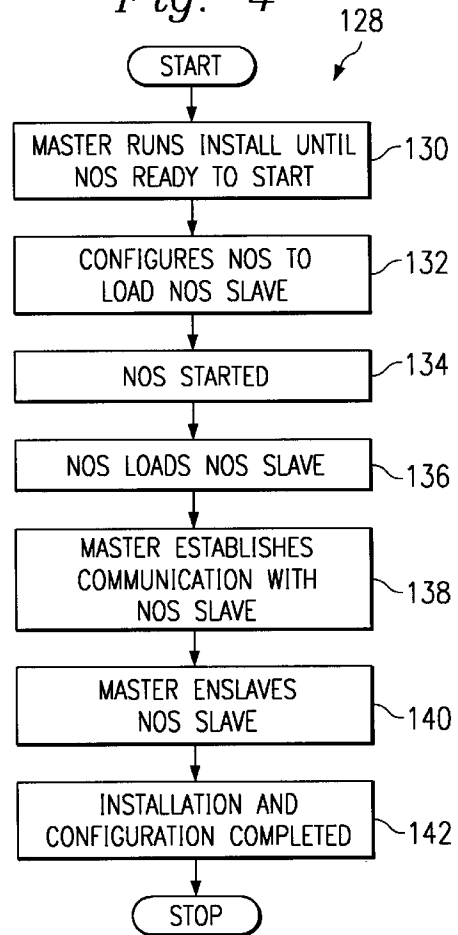 Fig. 4
128
START
MASTER RUNS INSTALL UNTIL
NOS READY TO START
130
CONFIGURES NOS TO
LOAD NOS SLAVE
132
NOS STARTED
134
NOS LOADS NOS SLAVE
136
MASTER ESTABLISHES
COMMUNICATION WITH
NOS SLAVE
138
MASTER ENSLAVES
NOS SLAVE
140
INSTALLATION AND
CONFIGURATION COMPLETED
142
STOP